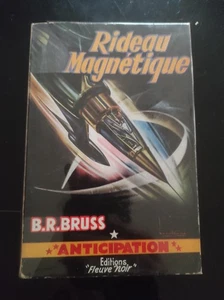 Rideau
Magnétique
B.R.BRUSS
"ANTICIPATION"
Editions
"Fleuve Noir"